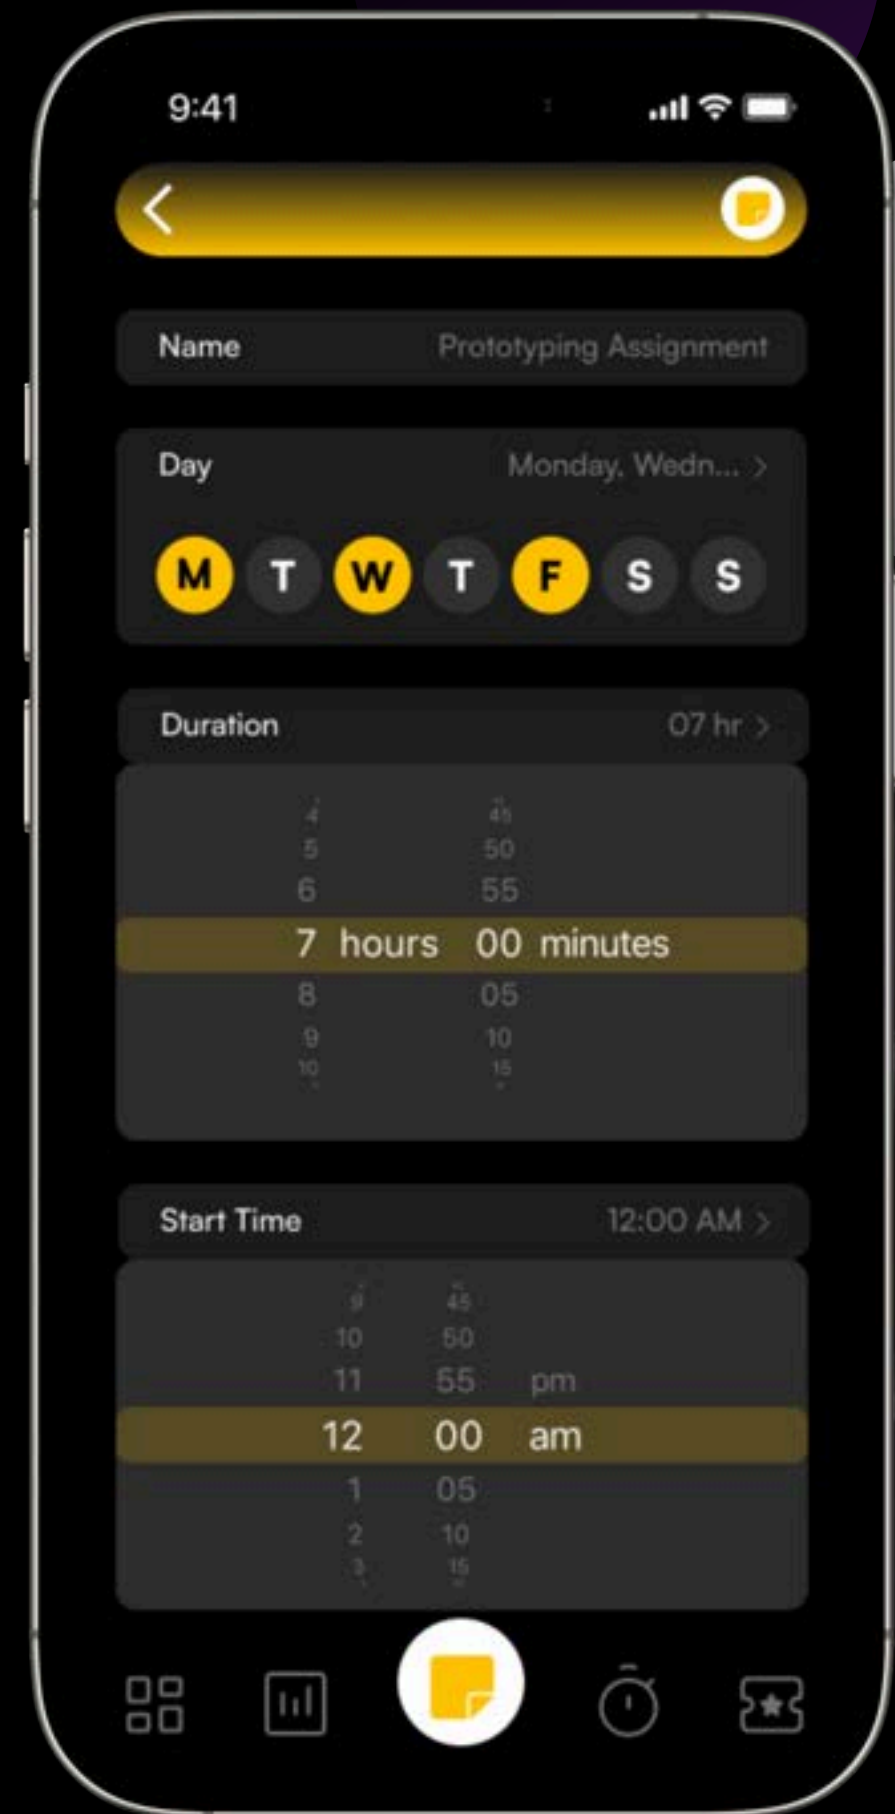 9:41
Name Prototyping Assignment
Day Monday, Wedn... >
M T W T F S S
Duration 07 hr >
4 45
5 50
6 55
7 hours 00 minutes
8 05
9 10
10 15
Start Time 12:00 AM >
9 45
10 50
11 55 pm
12 00 am
1 05
2 10
3 15